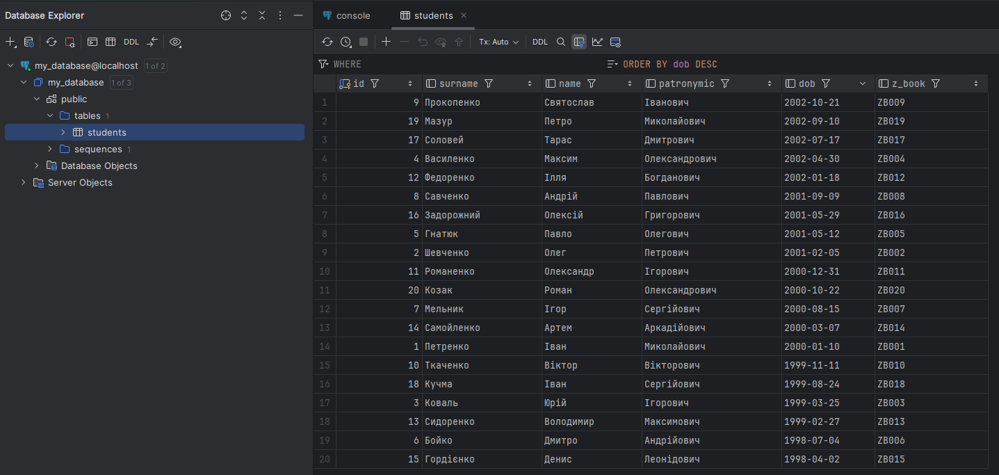 Database Explorer
DDL
my_database@localhost 1 of 2
my_database 1 of 3
public
tables 1
students
sequences 1
Database Objects
Server Objects
console students
Tx: Auto DDL
WHERE ORDER BY dob DESC
id surname name patronymic dob z_book
1 9 Прокопенко Святослав Іванович 2002-10-21 ZB009
2 19 Мазур Петро Миколайович 2002-09-10 ZB019
3 17 Соловей Тарас Дмитрович 2002-07-17 ZB017
4 4 Василенко Максим Олександрович 2002-04-30 ZB004
5 12 Федоренко Ілля Богданович 2002-01-18 ZB012
6 8 Савченко Андрій Павлович 2001-09-09 ZB008
7 16 Задорожний Олексій Григорович 2001-05-29 ZB016
8 5 Гнатюк Павло Олегович 2001-05-12 ZB005
9 2 Шевченко Олег Петрович 2001-02-05 ZB002
10 11 Романенко Олександр Ігорович 2000-12-31 ZB011
11 20 Козак Роман Олександрович 2000-10-22 ZB020
12 7 Мельник Ігор Сергійович 2000-08-15 ZB007
13 14 Самойленко Артем Аркадійович 2000-03-07 ZB014
14 1 Петренко Іван Миколайович 2000-01-10 ZB001
15 10 Ткаченко Віктор Вікторович 1999-11-11 ZB010
16 18 Кучма Іван Сергійович 1999-08-24 ZB018
17 3 Коваль Юрій Ігорович 1999-03-25 ZB003
18 13 Сидоренко Володимир Максимович 1999-02-27 ZB013
19 6 Бойко Дмитро Андрійович 1998-07-04 ZB006
20 15 Гордієнко Денис Леонідович 1998-04-02 ZB015